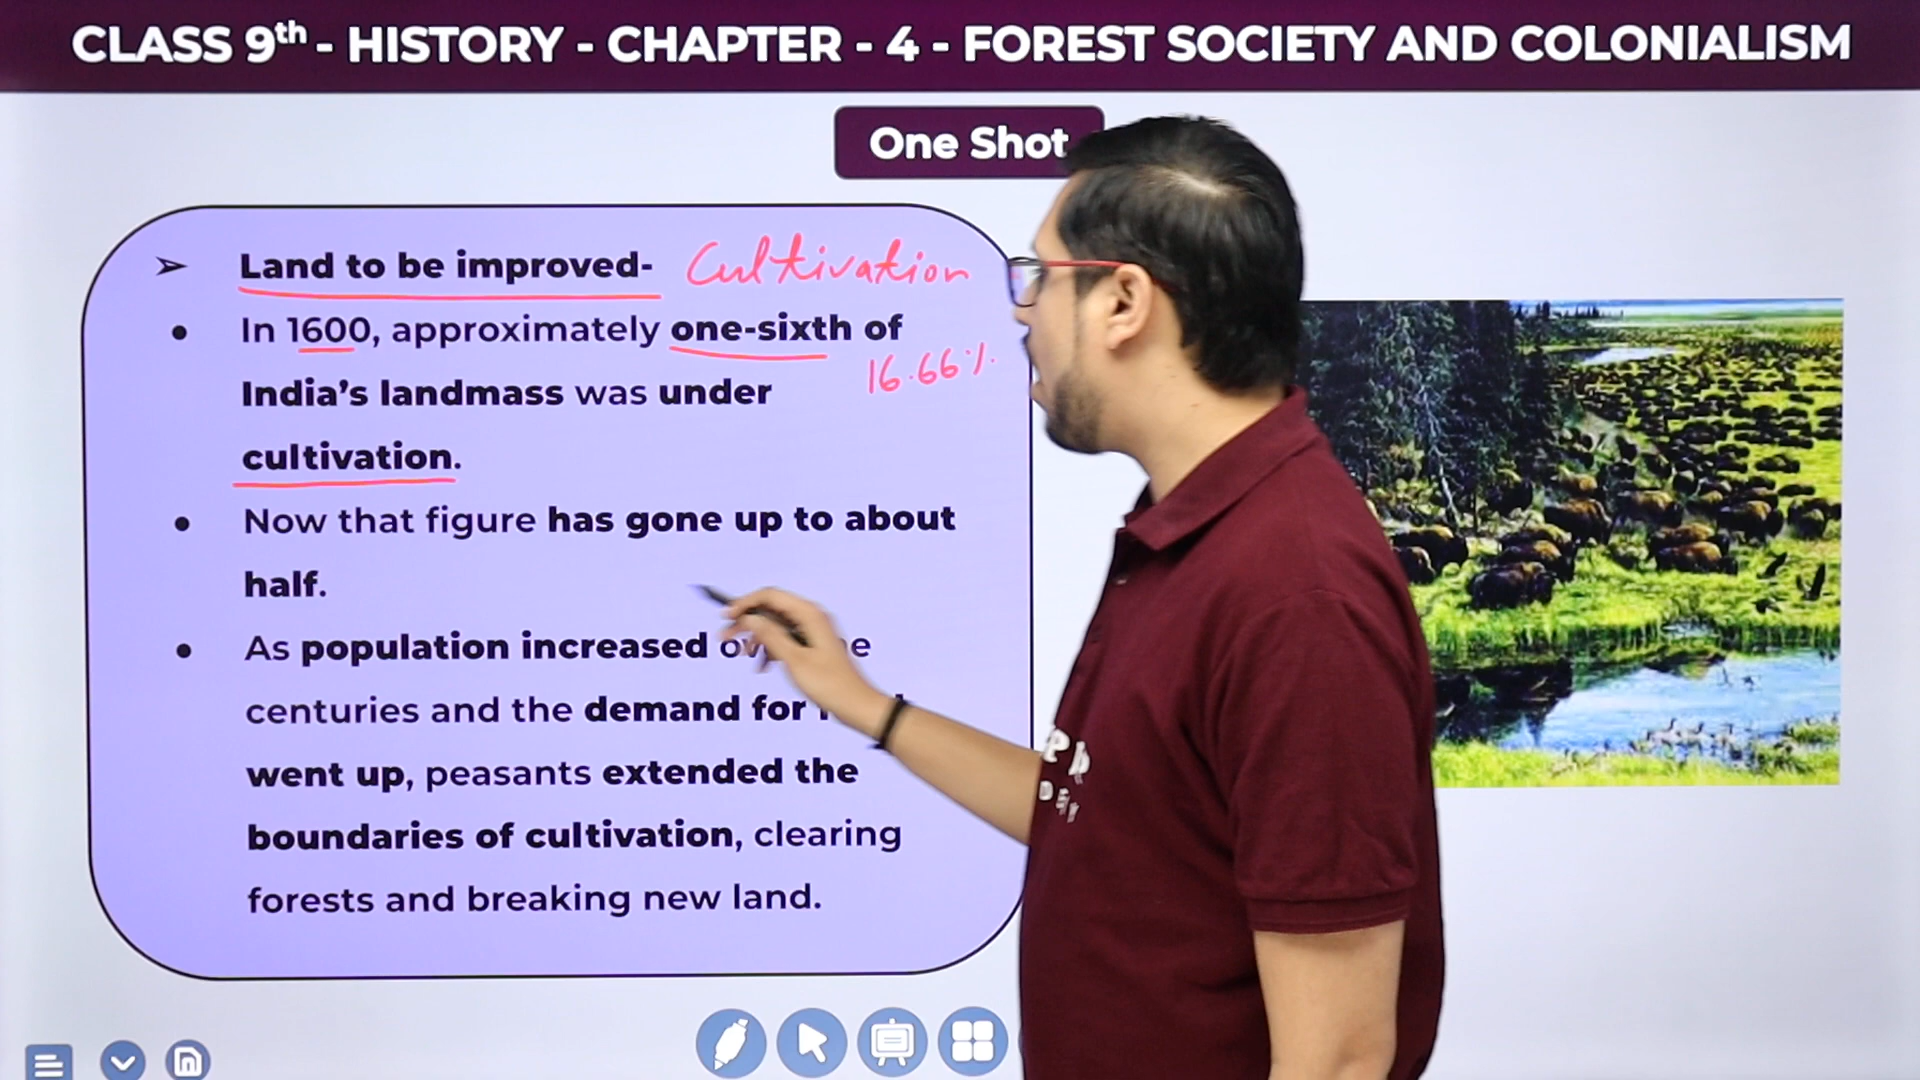 CLASS 9th - HISTORY - CHAPTER - 4 - FOREST SOCIETY AND COLONIALISM
One Shot
➢ Land to be improved- Cultivation
• In 1600, approximately one-sixth of
16.66%
India's landmass was under
cultivation.
• Now that figure has gone up to about
half.
• As population increased
centuries and the demand for
went up, peasants extended the
boundaries of cultivation, clearing
forests and breaking new land.